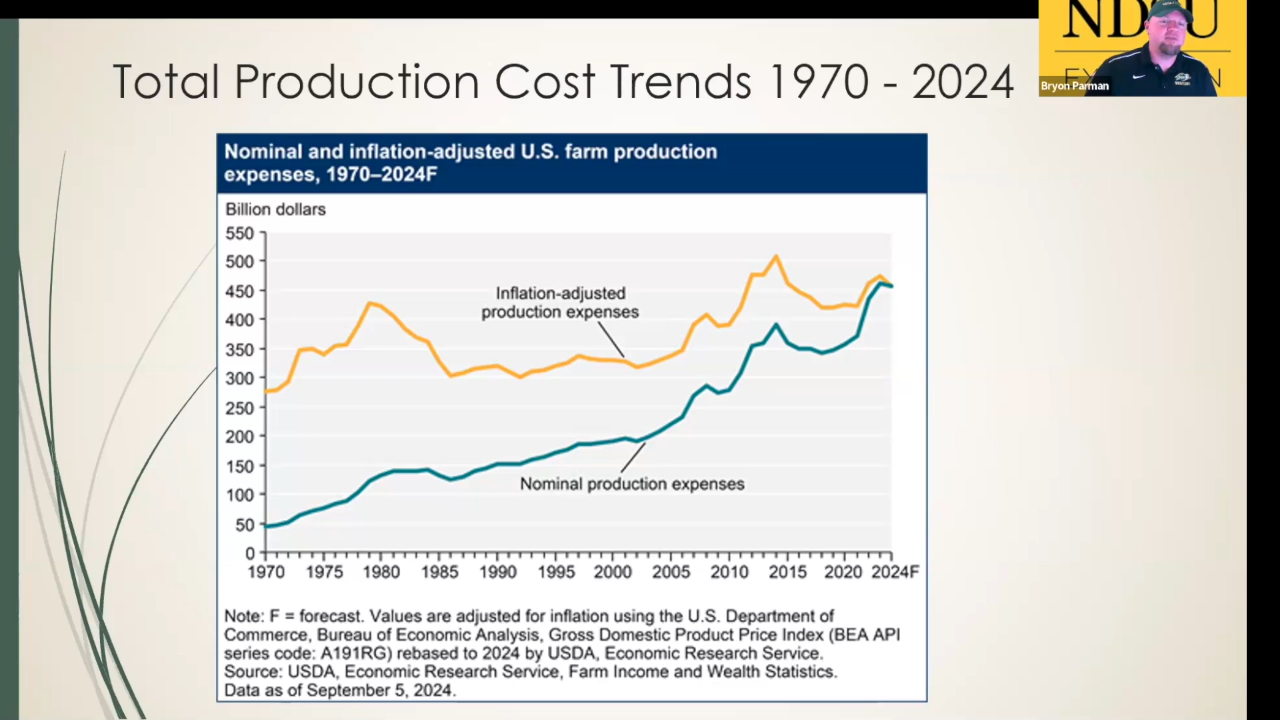 Total Production Cost Trends 1970 - 2024
NDSU
Bryon Parman
Nominal and inflation-adjusted U.S. farm production
expenses, 1970–2024F
Billion dollars
550
500
450
400
350
300
250
200
150
100
50
0
Inflation-adjusted
production expenses
Nominal production expenses
1970 1975 1980 1985 1990 1995 2000 2005 2010 2015 2020 2024F
Note: F = forecast. Values are adjusted for inflation using the U.S. Department of
Commerce, Bureau of Economic Analysis, Gross Domestic Product Price Index (BEA API
series code: A191RG) rebased to 2024 by USDA, Economic Research Service.
Source: USDA, Economic Research Service, Farm Income and Wealth Statistics.
Data as of September 5, 2024.